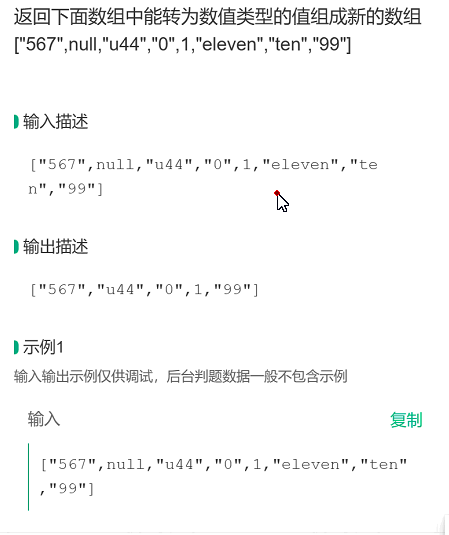 返回下面数组中能转为数值类型的值组成新的数组
["567",null,"u44","0",1,"eleven","ten","99"]
输入描述
["567",null,"u44","0",1,"eleven","te
n","99"]
输出描述
["567","u44","0",1,"99"]
示例1
输入输出示例仅供调试，后台判题数据一般不包含示例
输入 复制
["567",null,"u44","0",1,"eleven","ten"
,"99"]